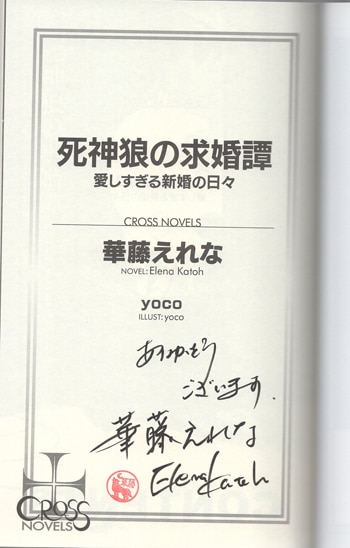 死神狼の求婚譚
愛しすぎる新婚の日々
CROSS NOVELS
華藤えれな
NOVEL: Elena Katoh
yoco
ILLUST: yoco
ありがとう
ございます.
華藤えれな
Elena Katoh
CROSS
NOVELS